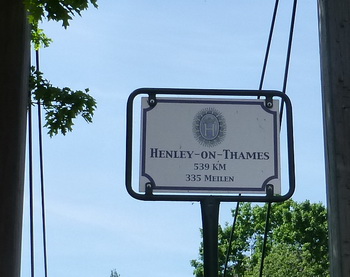 H
HENLEY-ON-THAMES
539 KM
335 MEILEN